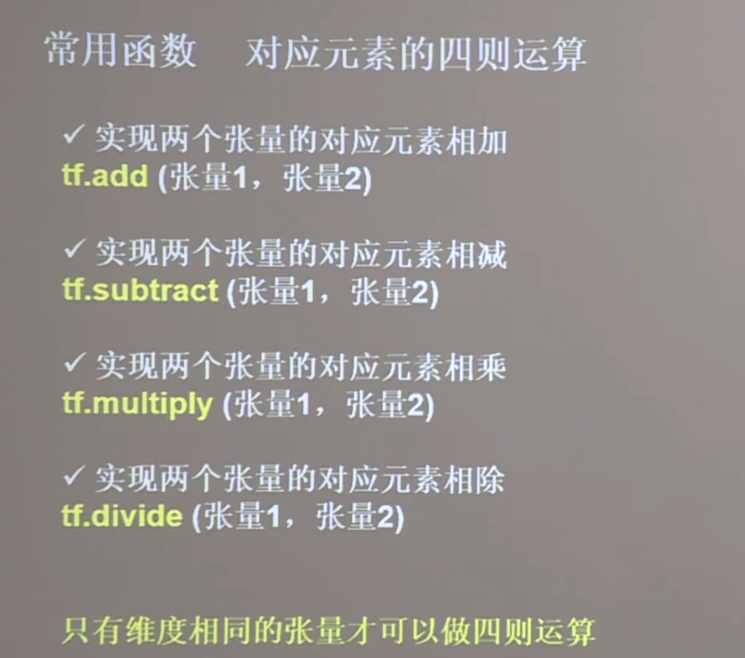 常用函数 对应元素的四则运算
✓ 实现两个张量的对应元素相加
tf.add (张量1，张量2)
✓ 实现两个张量的对应元素相减
tf.subtract (张量1，张量2)
✓ 实现两个张量的对应元素相乘
tf.multiply (张量1，张量2)
✓ 实现两个张量的对应元素相除
tf.divide (张量1，张量2)
只有维度相同的张量才可以做四则运算